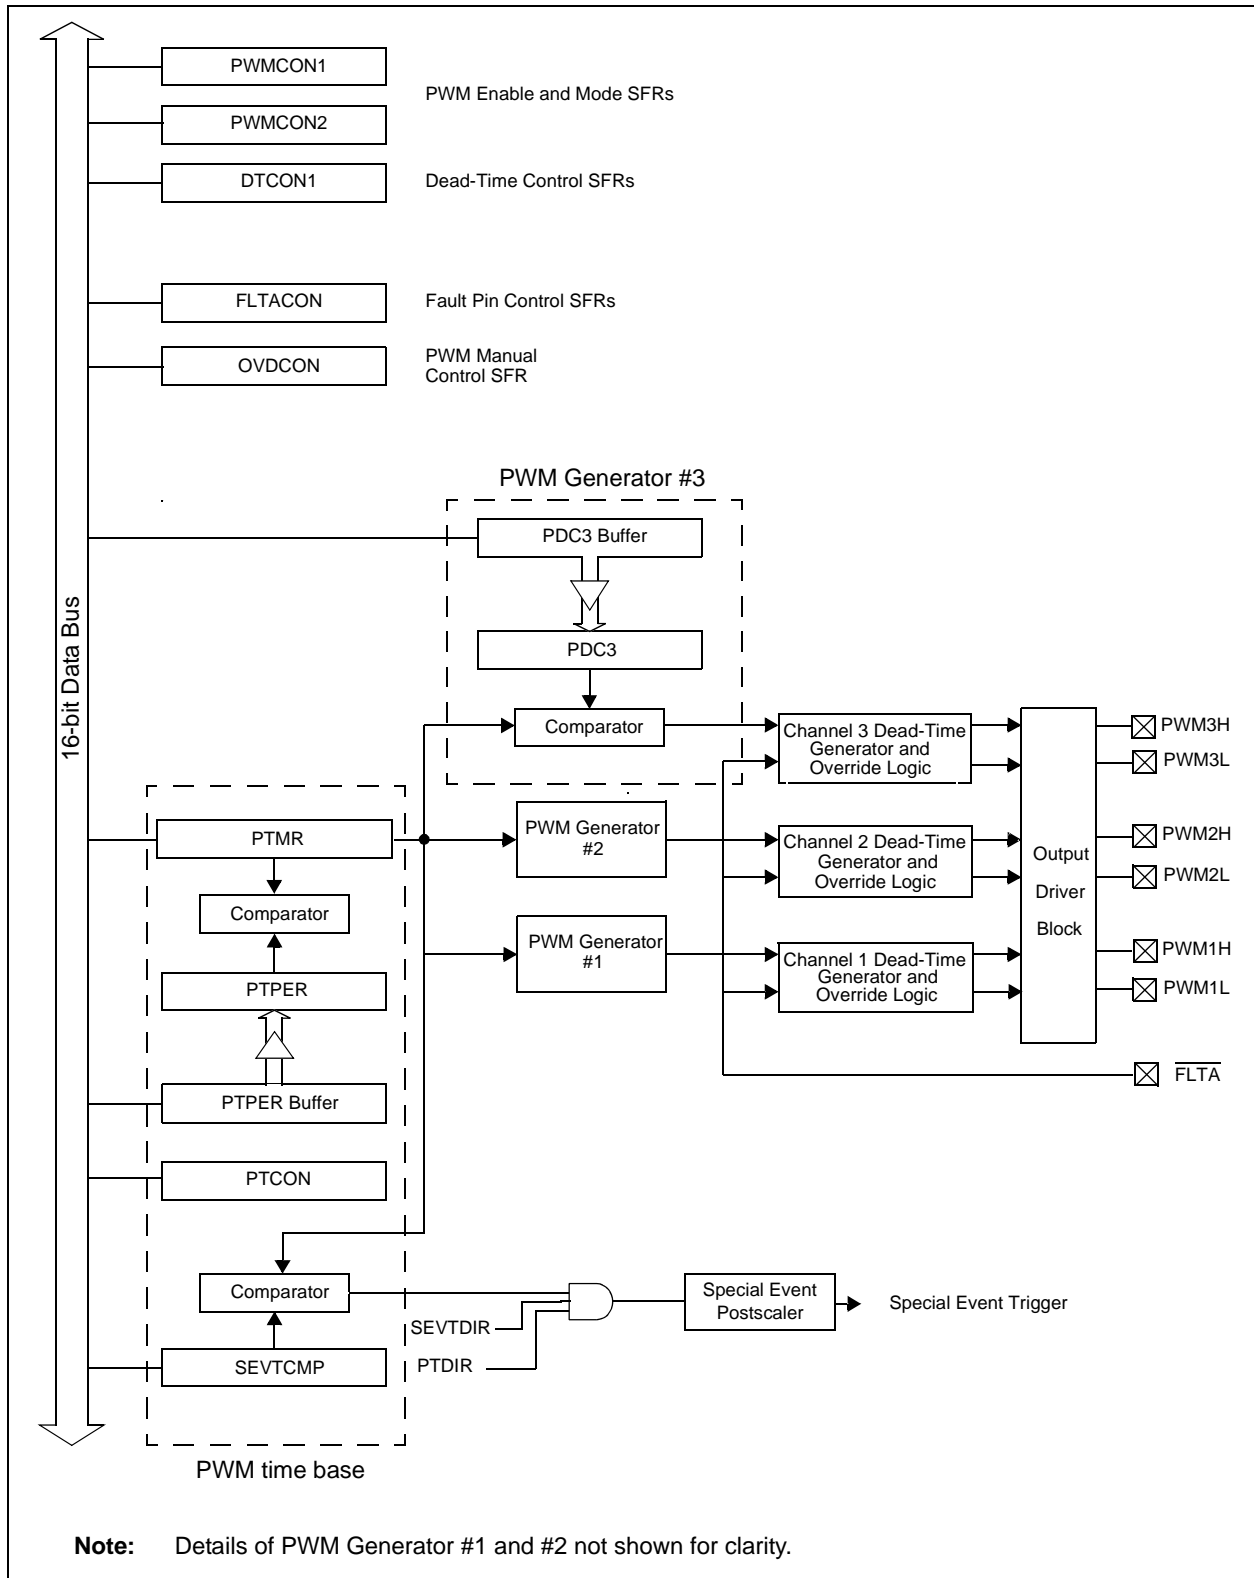 PWMCON1
PWM Enable and Mode SFRs
PWMCON2
DTCON1
Dead-Time Control SFRs
FLTACON
Fault Pin Control SFRs
OVDCON
PWM Manual
Control SFR
PWM Generator #3
PDC3 Buffer
PDC3
Comparator
16-bit Data Bus
Channel 3 Dead-Time
Generator and
Override Logic
PWM3H
PWM3L
PTMR
Comparator
PTPER
PTPER Buffer
PTCON
PWM Generator
#2
Channel 2 Dead-Time
Generator and
Override Logic
PWM2H
PWM2L
Output
Driver
Block
PWM Generator
#1
Channel 1 Dead-Time
Generator and
Override Logic
PWM1H
PWM1L
FLTA
Comparator
SEVTCMP
SEVTDIR
PTDIR
Special Event
Postscaler
Special Event Trigger
PWM time base
Note: Details of PWM Generator #1 and #2 not shown for clarity.